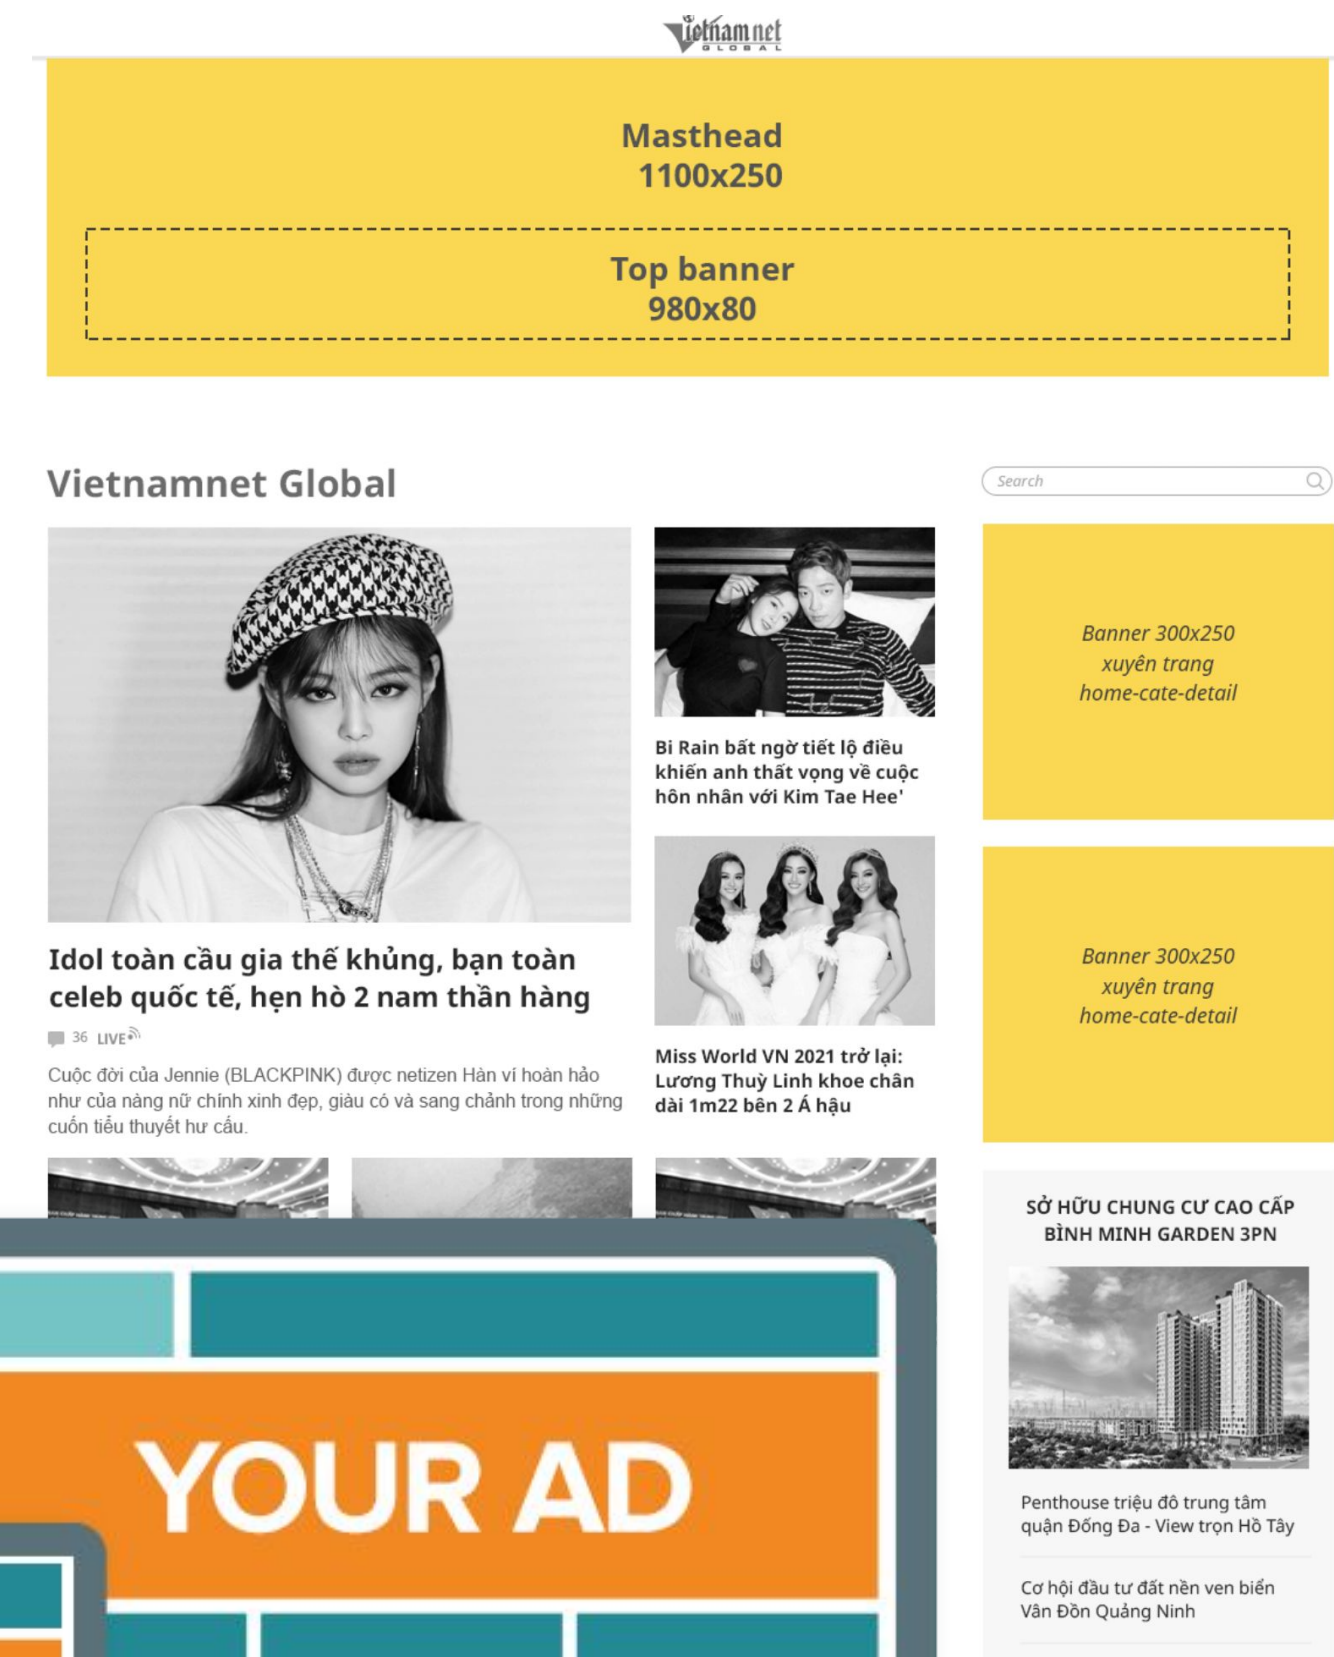 Vietnamnet
GLOBAL
Masthead
1100x250
Top banner
980x80
Vietnamnet Global
Search
Idol toàn cầu gia thế khủng, bạn toàn
celeb quốc tế, hẹn hò 2 nam thần hàng
36 LIVE
Cuộc đời của Jennie (BLACKPINK) được netizen Hàn ví hoàn hảo
như của nàng nữ chính xinh đẹp, giàu có và sang chảnh trong những
cuốn tiểu thuyết hư cấu.
Bi Rain bất ngờ tiết lộ điều
khiến anh thất vọng về cuộc
hôn nhân với Kim Tae Hee'
Miss World VN 2021 trở lại:
Lương Thuỳ Linh khoe chân
dài 1m22 bên 2 Á hậu
Banner 300x250
xuyên trang
home-cate-detail
Banner 300x250
xuyên trang
home-cate-detail
SỞ HỮU CHUNG CƯ CAO CẤP
BÌNH MINH GARDEN 3PN
Penthouse triệu đô trung tâm
quận Đống Đa - View trọn Hồ Tây
Cơ hội đầu tư đất nền ven biển
Vân Đồn Quảng Ninh
YOUR AD